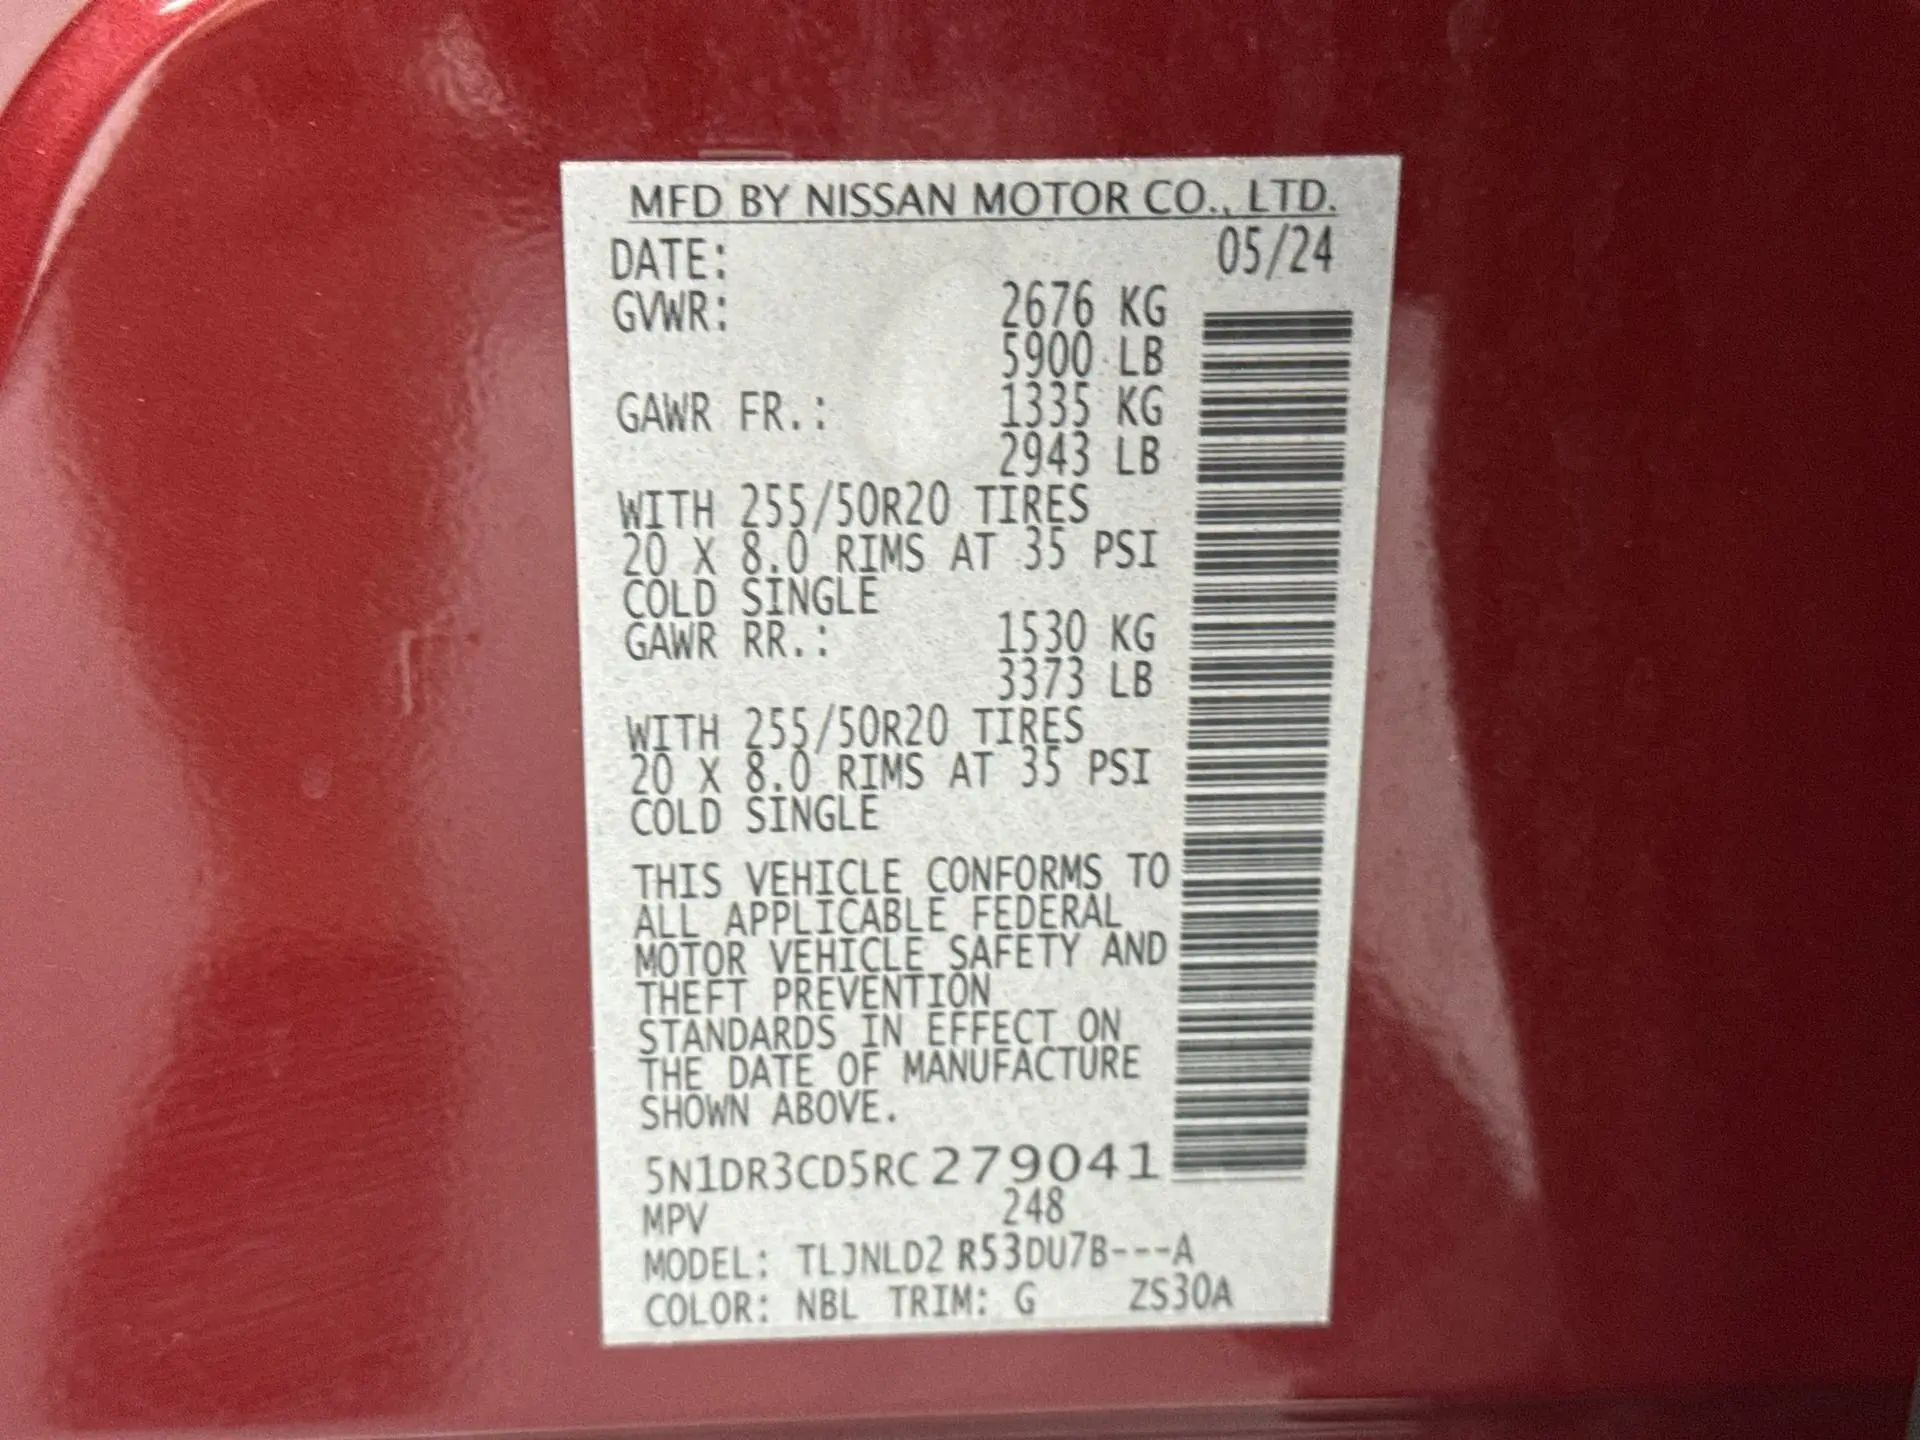 MFD BY NISSAN MOTOR CO., LTD.
DATE: 05/24
GVWR: 2676 KG
5900 LB
GAWR FR.: 1335 KG
2943 LB
WITH 255/50R20 TIRES
20 X 8.0 RIMS AT 35 PSI
COLD SINGLE
GAWR RR.: 1530 KG
3373 LB
WITH 255/50R20 TIRES
20 X 8.0 RIMS AT 35 PSI
COLD SINGLE
THIS VEHICLE CONFORMS TO
ALL APPLICABLE FEDERAL
MOTOR VEHICLE SAFETY AND
THEFT PREVENTION
STANDARDS IN EFFECT ON
THE DATE OF MANUFACTURE
SHOWN ABOVE.
5N1DR3CD5RC279041
MPV 248
MODEL: TLJNLD2 R53DU7B---A
COLOR: NBL TRIM: G ZS30A